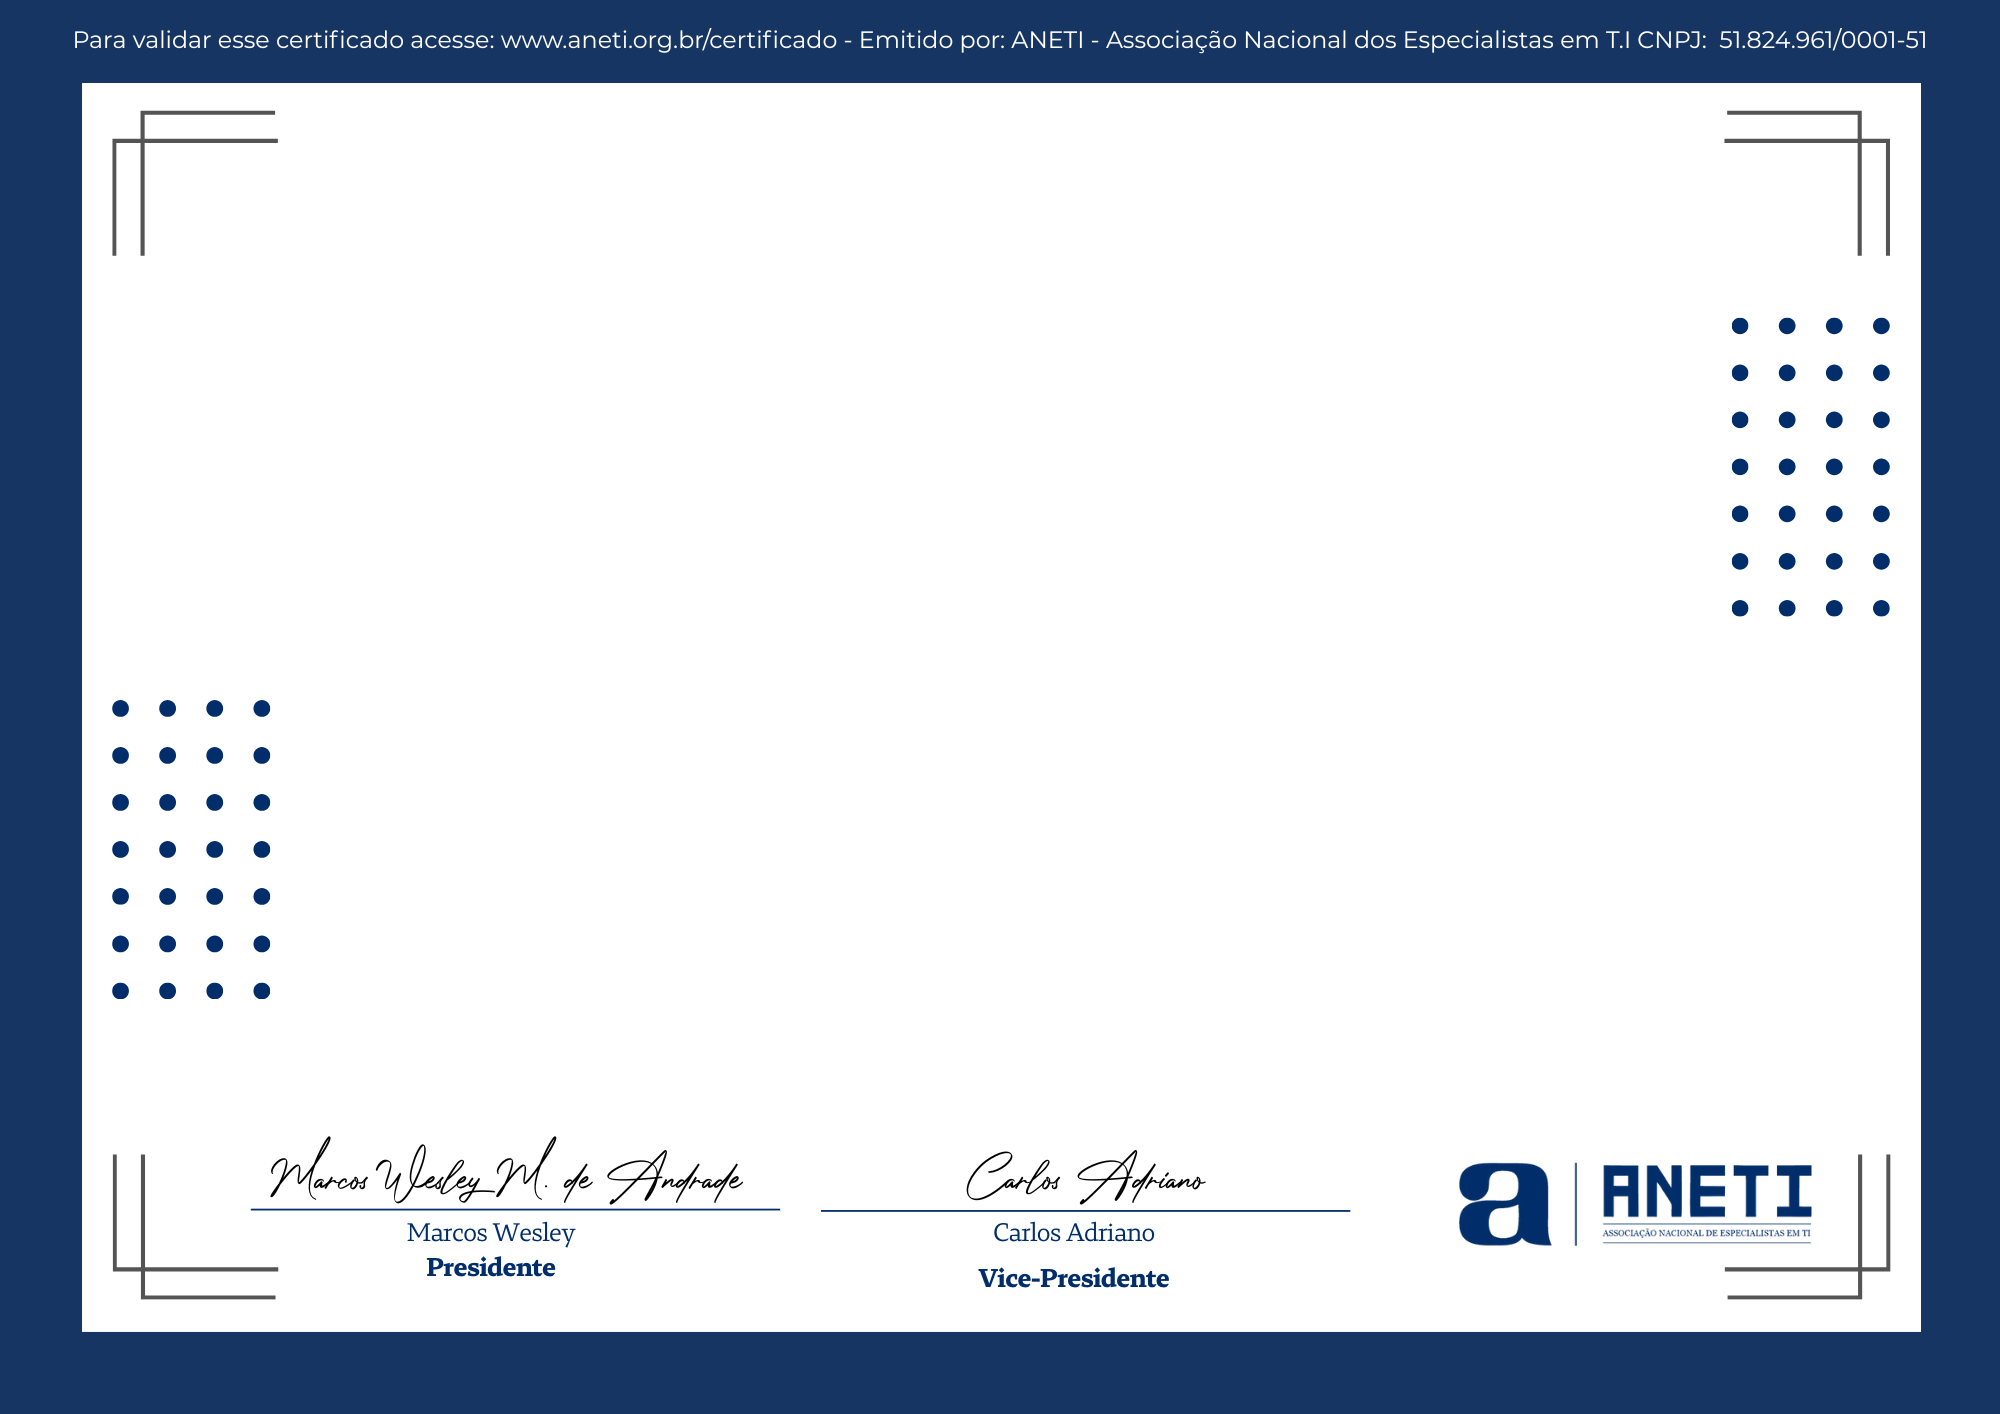 Para validar esse certificado acesse: www.aneti.org.br/certificado - Emitido por: ANETI - Associação Nacional dos Especialistas em T.I CNPJ:  51.824.961/0001-51
Marcos Wesley M. de Andrade
Marcos Wesley
Presidente
Carlos Adriano
Carlos Adriano
Vice-Presidente
a ANETI
ASSOCIAÇÃO NACIONAL DE ESPECIALISTAS EM TI